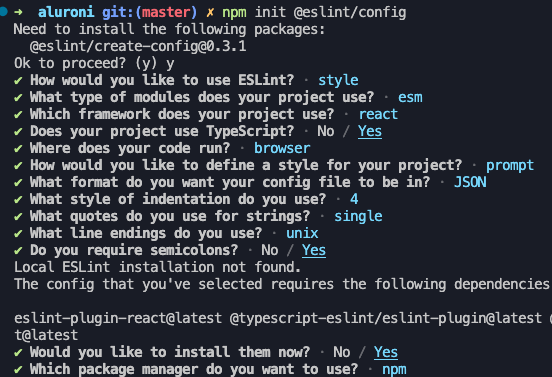 ➜ aluroni git:(master) ✗ npm init @eslint/config
Need to install the following packages:
@eslint/create-config@0.3.1
Ok to proceed? (y) y
✔ How would you like to use ESLint? · style
✔ What type of modules does your project use? · esm
✔ Which framework does your project use? · react
✔ Does your project use TypeScript? · No / Yes
✔ Where does your code run? · browser
✔ How would you like to define a style for your project? · prompt
✔ What format do you want your config file to be in? · JSON
✔ What style of indentation do you use? · 4
✔ What quotes do you use for strings? · single
✔ What line endings do you use? · unix
✔ Do you require semicolons? · No / Yes
Local ESLint installation not found.
The config that you've selected requires the following dependencies
eslint-plugin-react@latest @typescript-eslint/eslint-plugin@latest
t@latest
✔ Would you like to install them now? · No / Yes
✔ Which package manager do you want to use? · npm